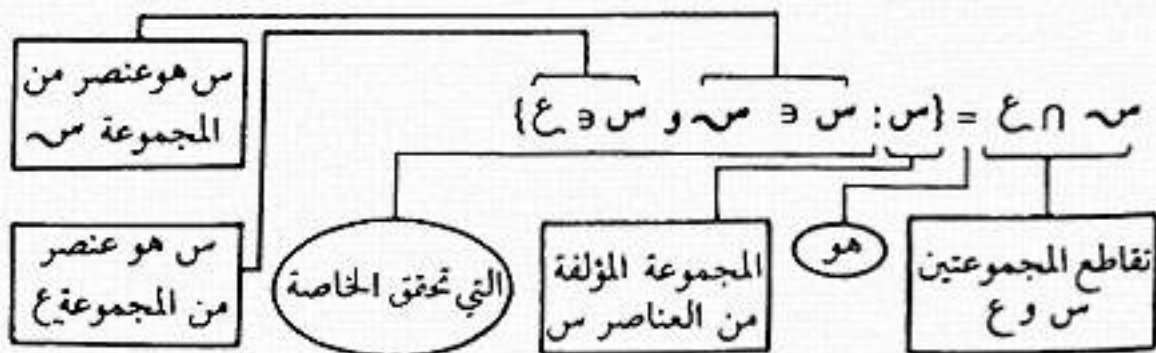 س هو عنصر من
المجموعة س
س ∩ ع = {س : س ∈ س و س ∈ ع}
تقاطع المجموعتين
س و ع
هو
المجموعة المؤلفة
من العناصر س
التي تحقق الخاصة
س هو عنصر
من المجموعة ع